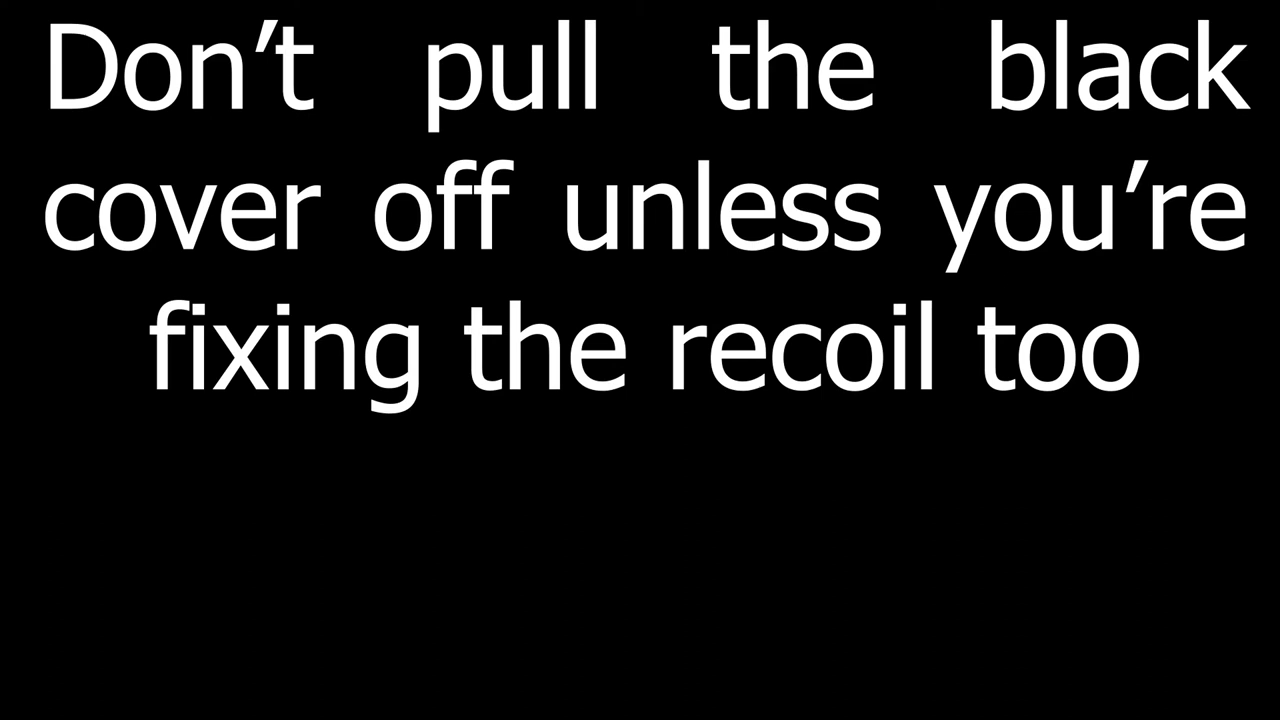 Don’t pull the black
cover off unless you’re
fixing the recoil too